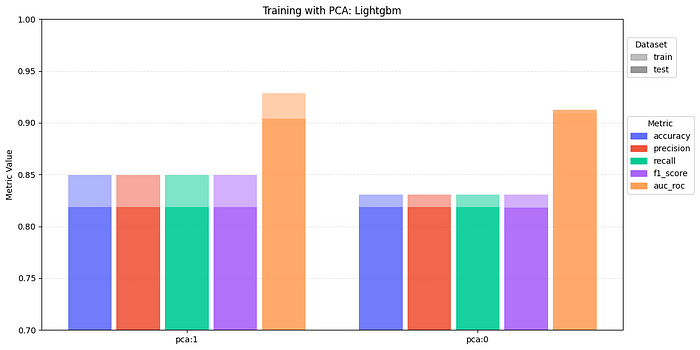 Training with PCA: Lightgbm
Metric Value
1.00
0.95
0.90
0.85
0.80
0.75
0.70
pca:1
pca:0
Dataset
train
test
Metric
accuracy
precision
recall
f1_score
auc_roc